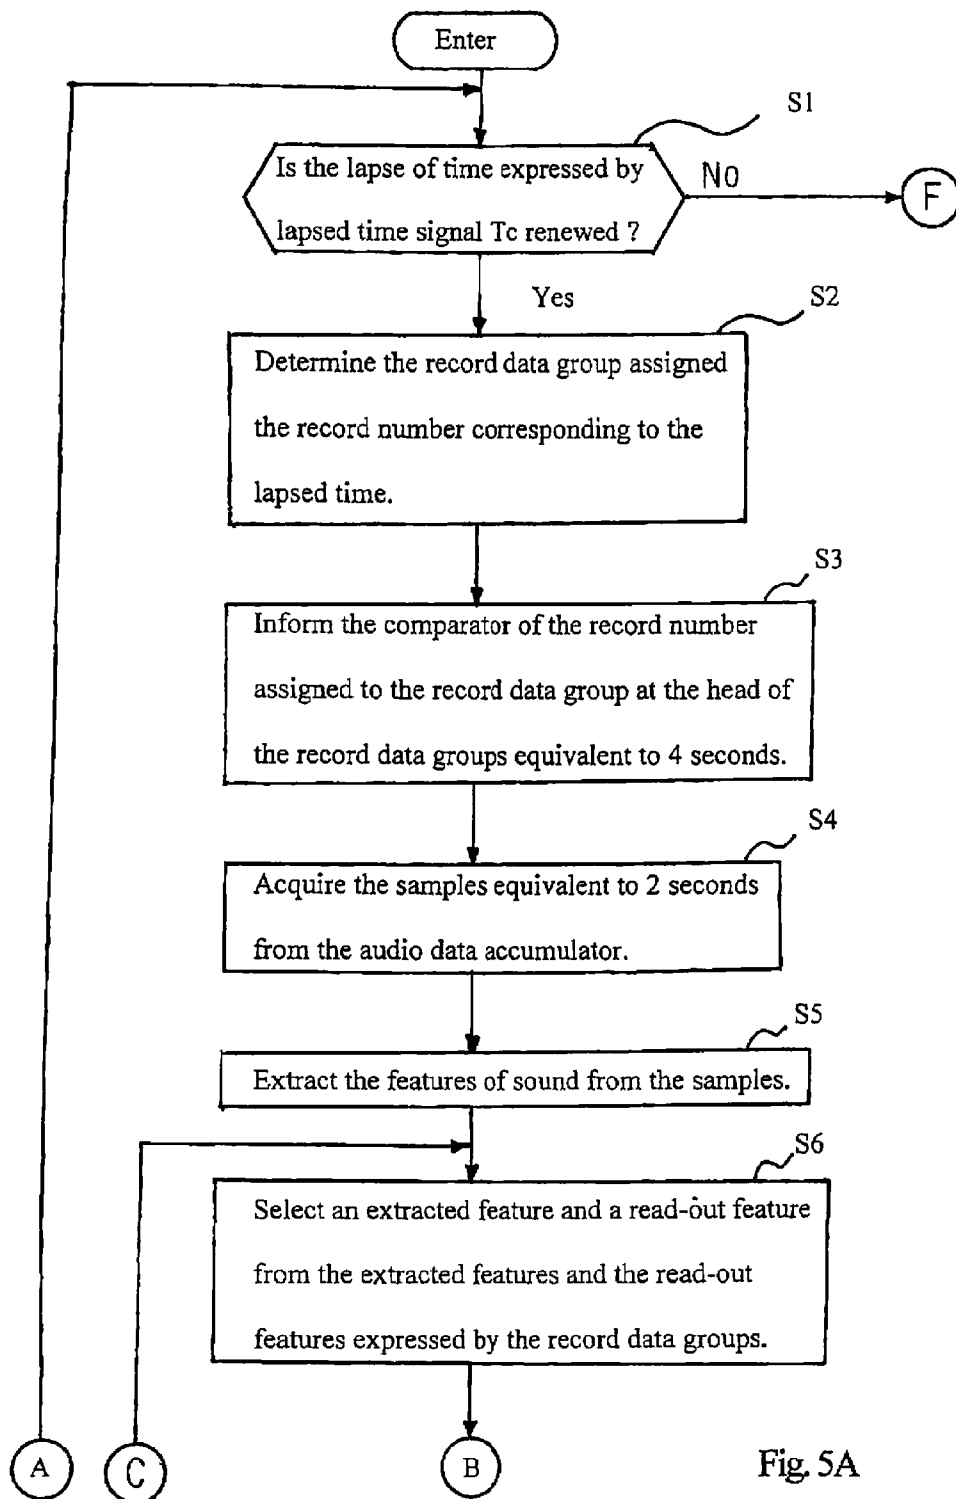 Enter
S1
Is the lapse of time expressed by
lapsed time signal Tc renewed ?
No
F
Yes
S2
Determine the record data group assigned
the record number corresponding to the
lapsed time.
S3
Inform the comparator of the record number
assigned to the record data group at the head of
the record data groups equivalent to 4 seconds.
S4
Acquire the samples equivalent to 2 seconds
from the audio data accumulator.
S5
Extract the features of sound from the samples.
S6
Select an extracted feature and a read-out feature
from the extracted features and the read-out
features expressed by the record data groups.
A
C
B
Fig. 5A